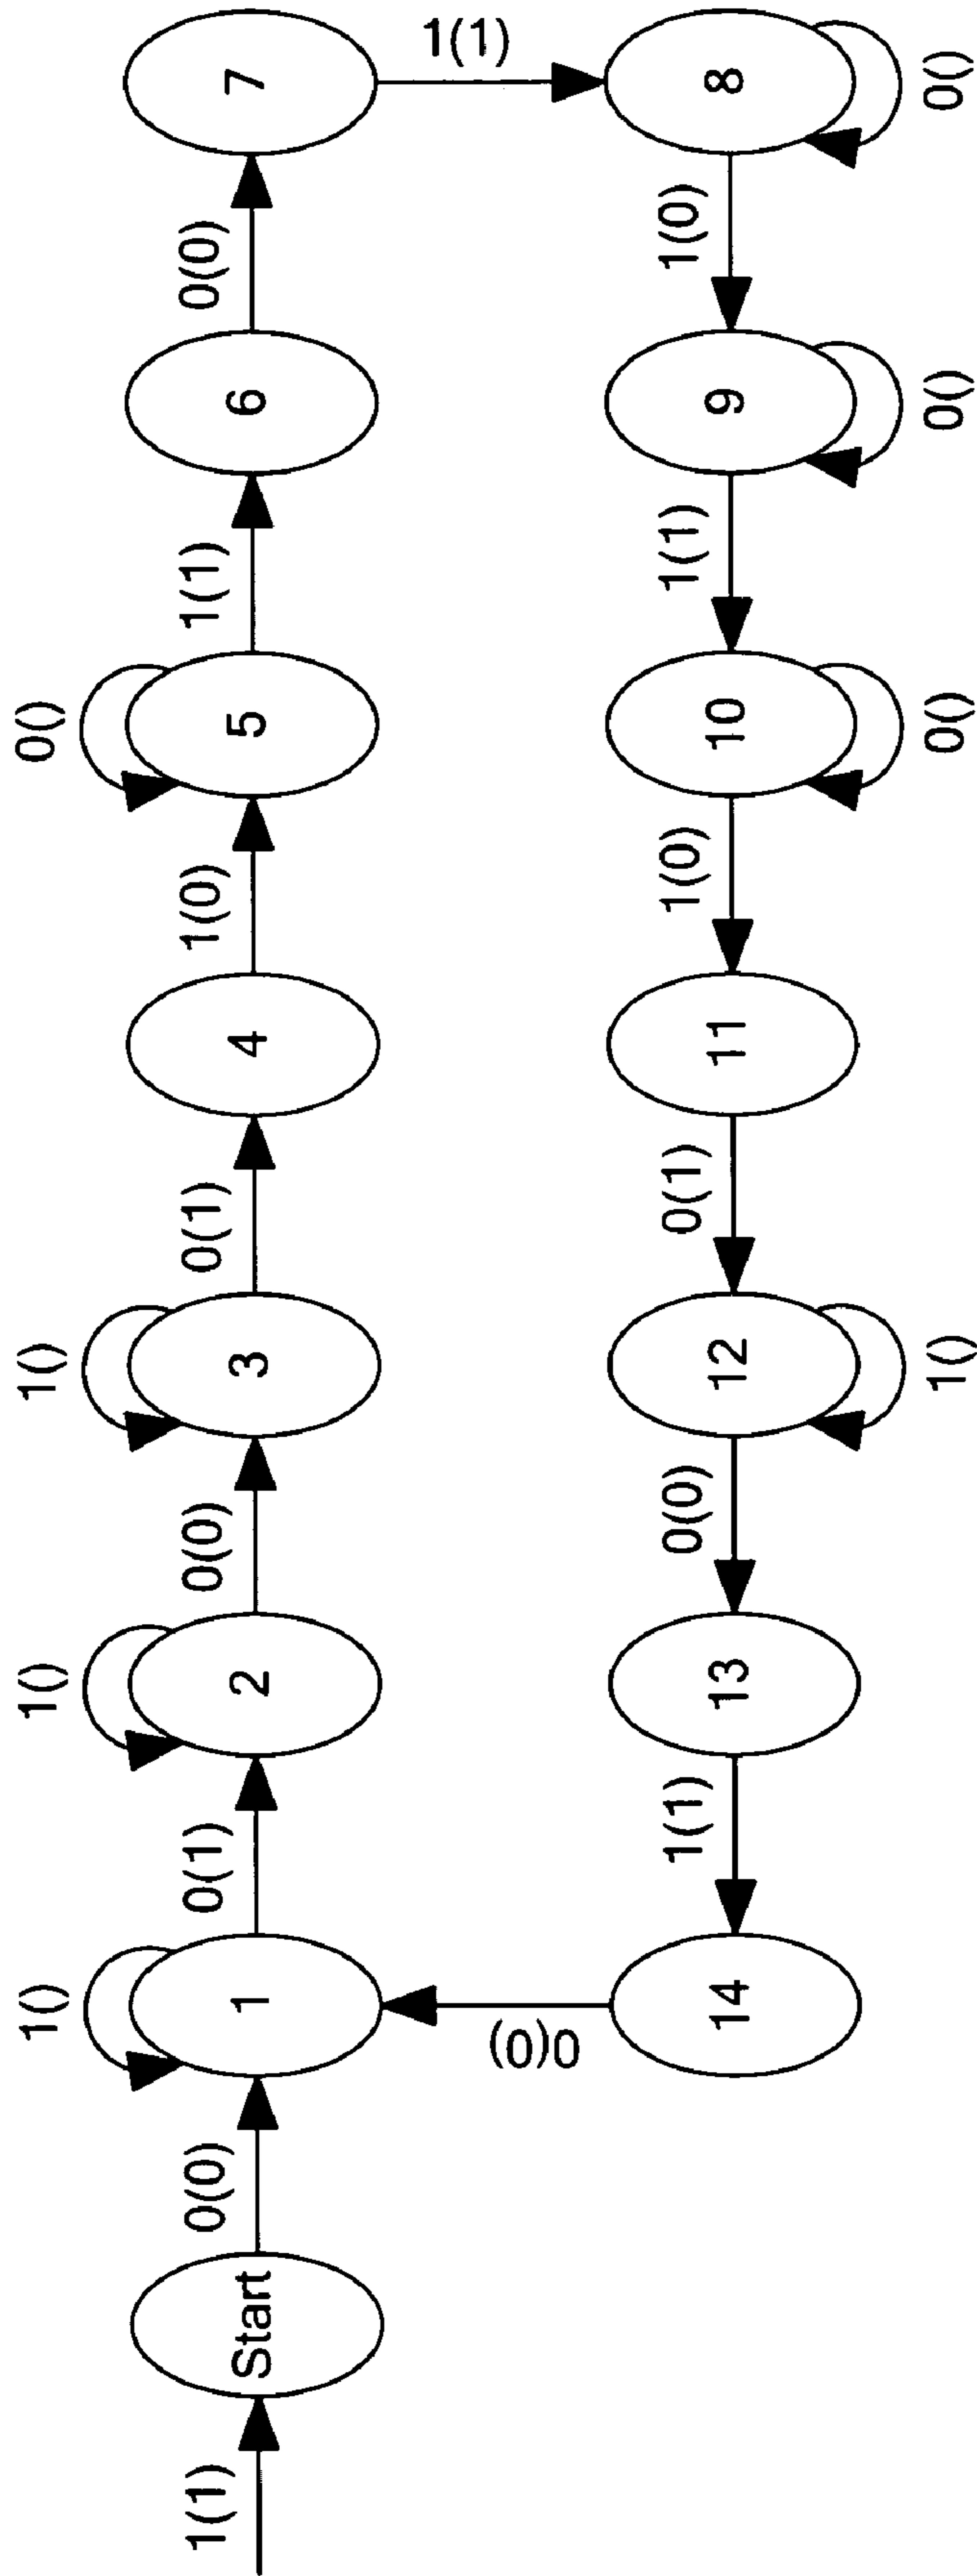 1() 1() 1() 0()
1(1) 0(0) 0(1) 0(0) 0(1) 1(0) 1(1) 0(0)
Start 1 2 3 4 5 6 7
0(0) 1(1)
1(1) 0(0) 0(1) 1(0) 1(1) 1(0)
14 13 12 11 10 9 8
1() 0() 0() 0()